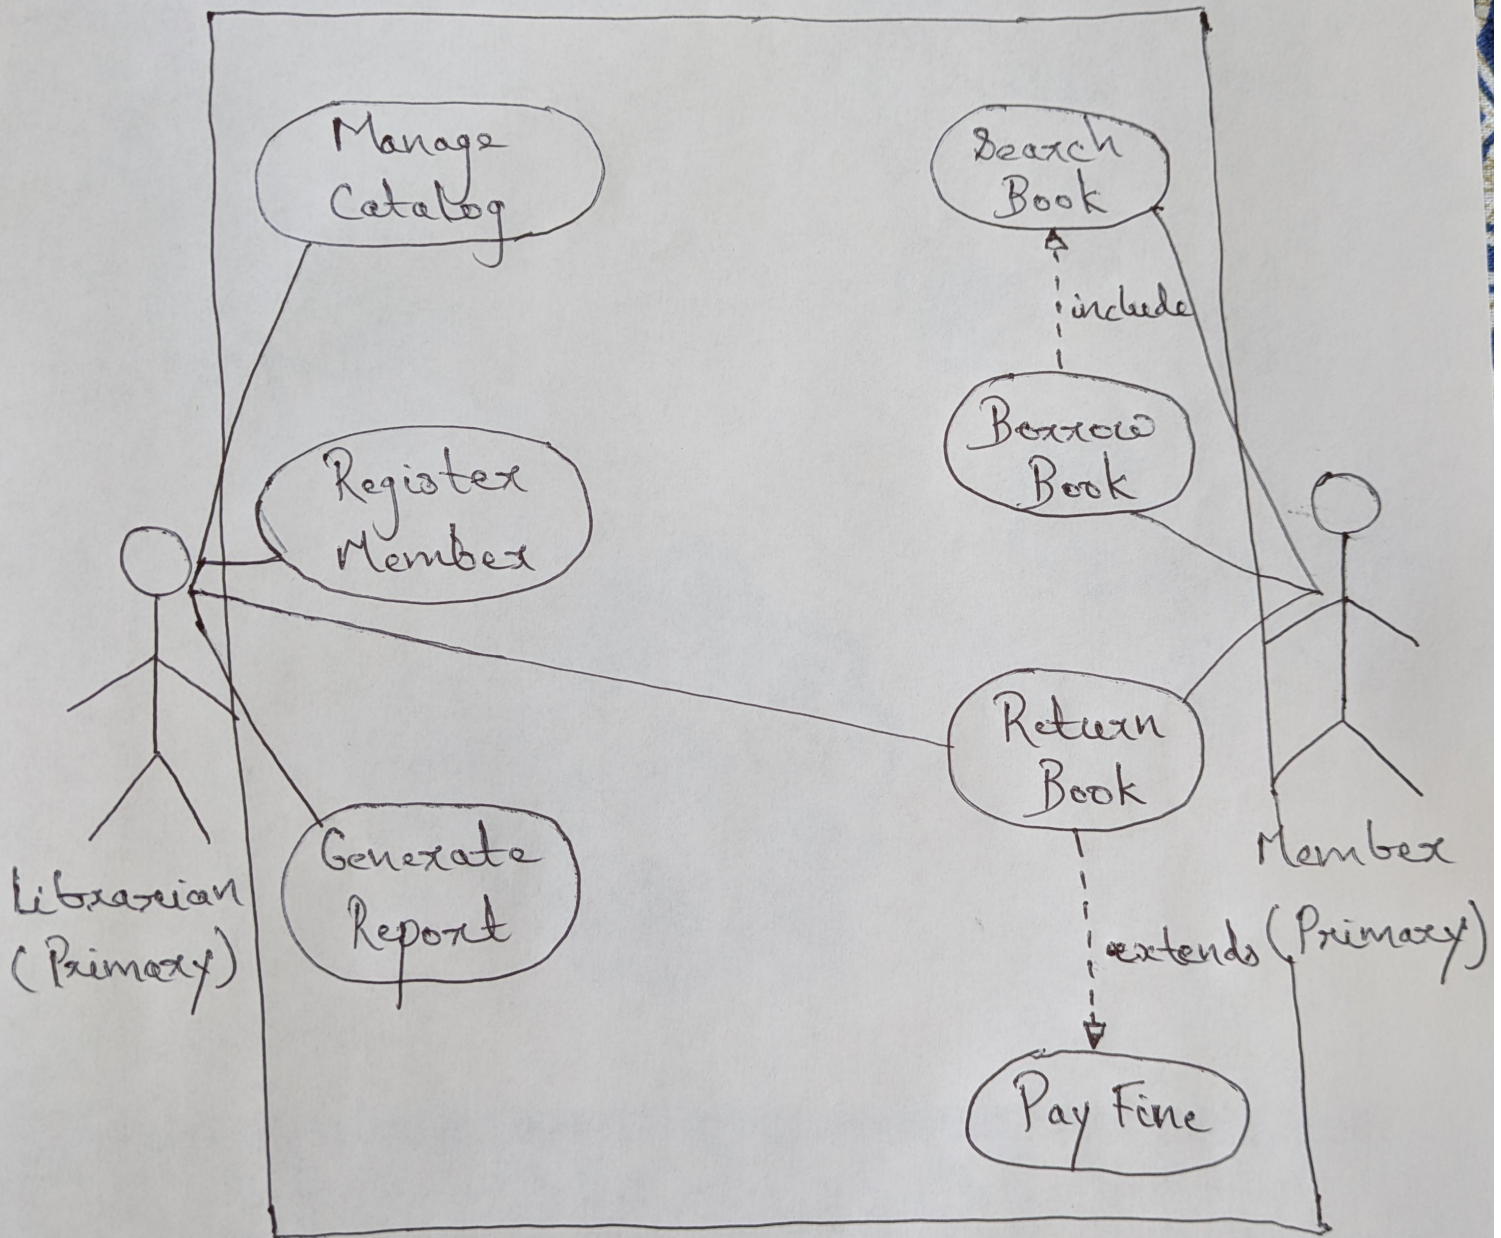 Manage
Catalog
Search
Book
include
Borrow
Book
Register
Member
Return
Book
Generate
Report
Librarian
(Primary)
Member
(Primary)
extends
Pay Fine